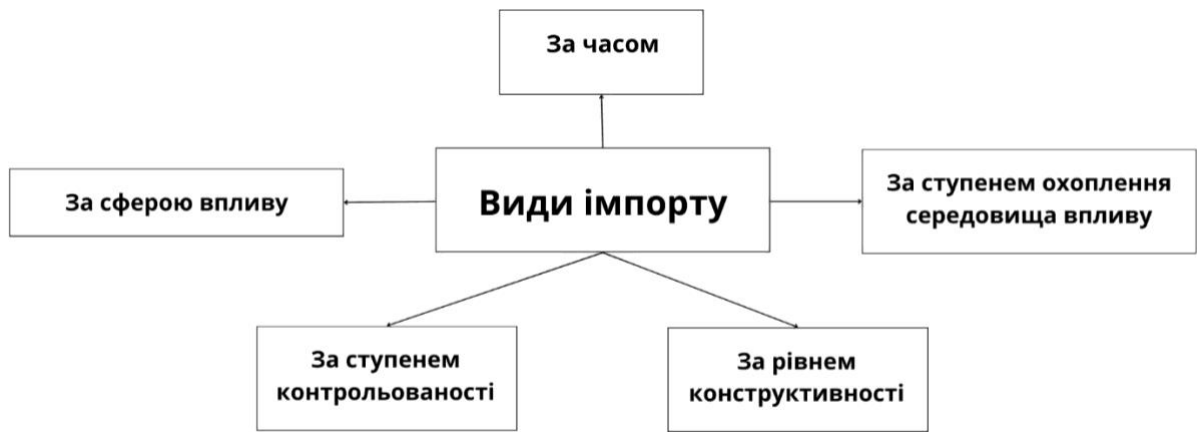 За часом
За сферою впливу
Види імпорту
За ступенем охоплення
середовища впливу
За ступенем
контрольованості
За рівнем
конструктивності